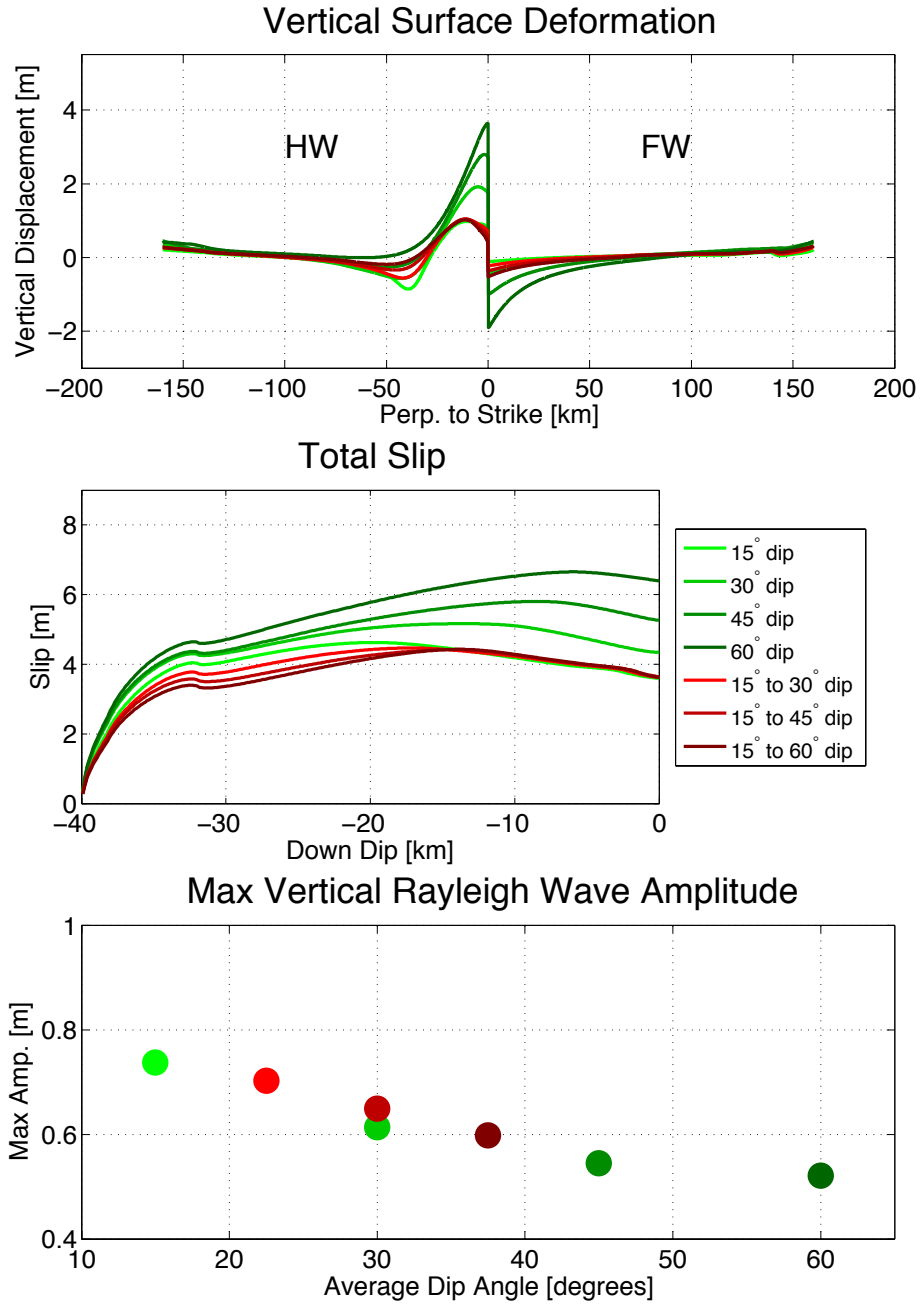 Vertical Surface Deformation
Vertical Displacement [m]
4
2
0
−2
HW
FW
−200 −150 −100 −50 0 50 100 150 200
Perp. to Strike [km]
Total Slip
Slip [m]
8
6
4
2
0
−40 −30 −20 −10 0
Down Dip [km]
15° dip
30° dip
45° dip
60° dip
15° to 30° dip
15° to 45° dip
15° to 60° dip
Max Vertical Rayleigh Wave Amplitude
Max Amp. [m]
1
0.8
0.6
0.4
10 20 30 40 50 60
Average Dip Angle [degrees]